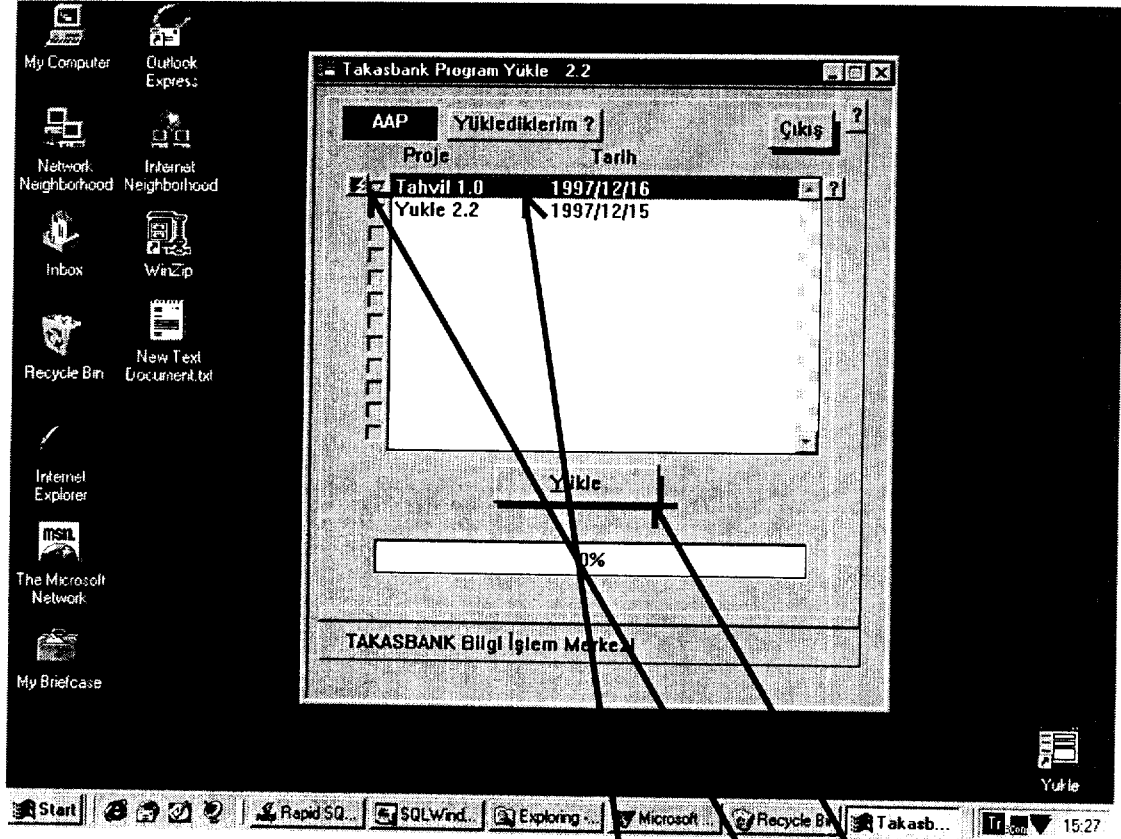 My Computer
Outlook
Express
Network
Neighborhood
Internet
Neighborhood
Inbox
WinZip
Recycle Bin
New Text
Document.txt
Internet
Explorer
msn.
The Microsoft
Network
My Briefcase
Takasbank Program Yükle 2.2
AAP
Yüklediklerim ?
Çıkış
?
Proje
Tarih
Tahvil 1.0 1997/12/16
?
Yukle 2.2 1997/12/15
Yükle
0%
TAKASBANK Bilgi İşlem Merkezi
Yukle
Start
Rapid SQ...
SQLWind...
Exploring -...
Microsoft ...
Recycle Bin
Takasb...
Tr
15:27